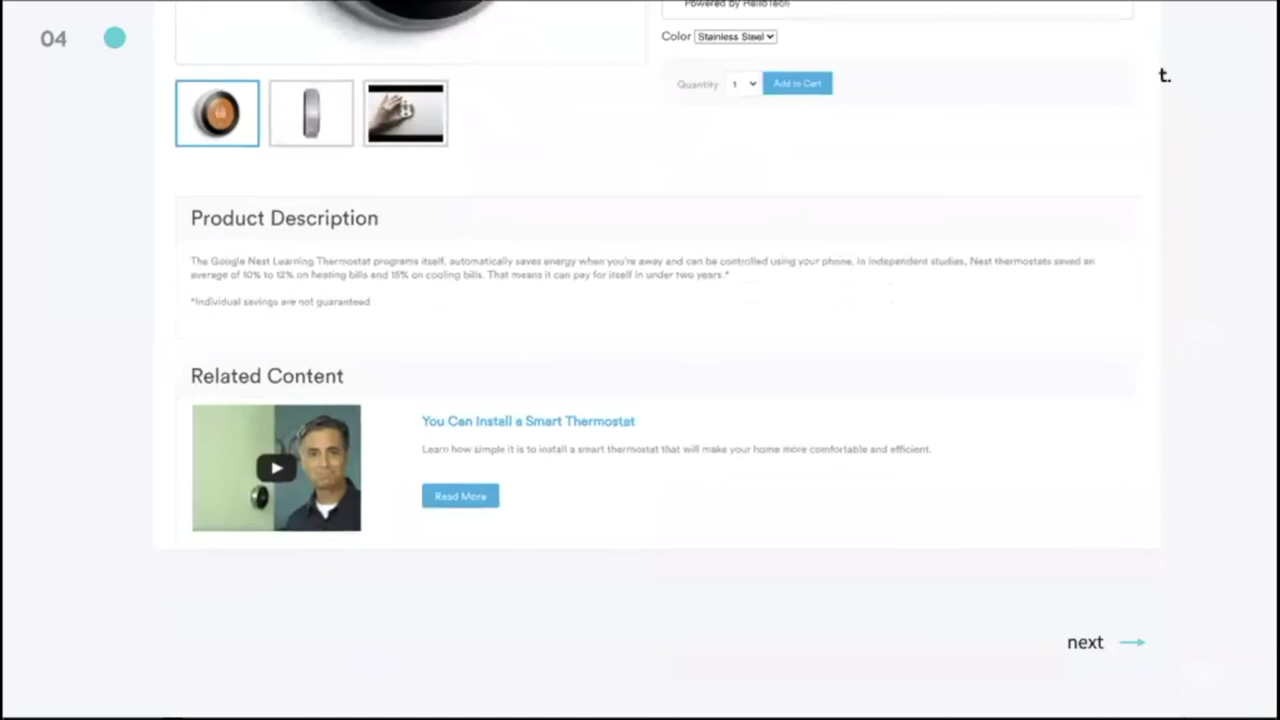 Powered by HelloTech
04
Color Stainless Steel
t.
Quantity 1 Add to Cart
68
Product Description
The Google Nest Learning Thermostat programs itself, automatically saves energy when you're away and can be controlled using your phone. In independent studies, Nest thermostats saved an
average of 10% to 12% on heating bills and 15% on cooling bills. That means it can pay for itself in under two years.*
*Individual savings are not guaranteed
Related Content
You Can Install a Smart Thermostat
Learn how simple it is to install a smart thermostat that will make your home more comfortable and efficient.
Read More
next